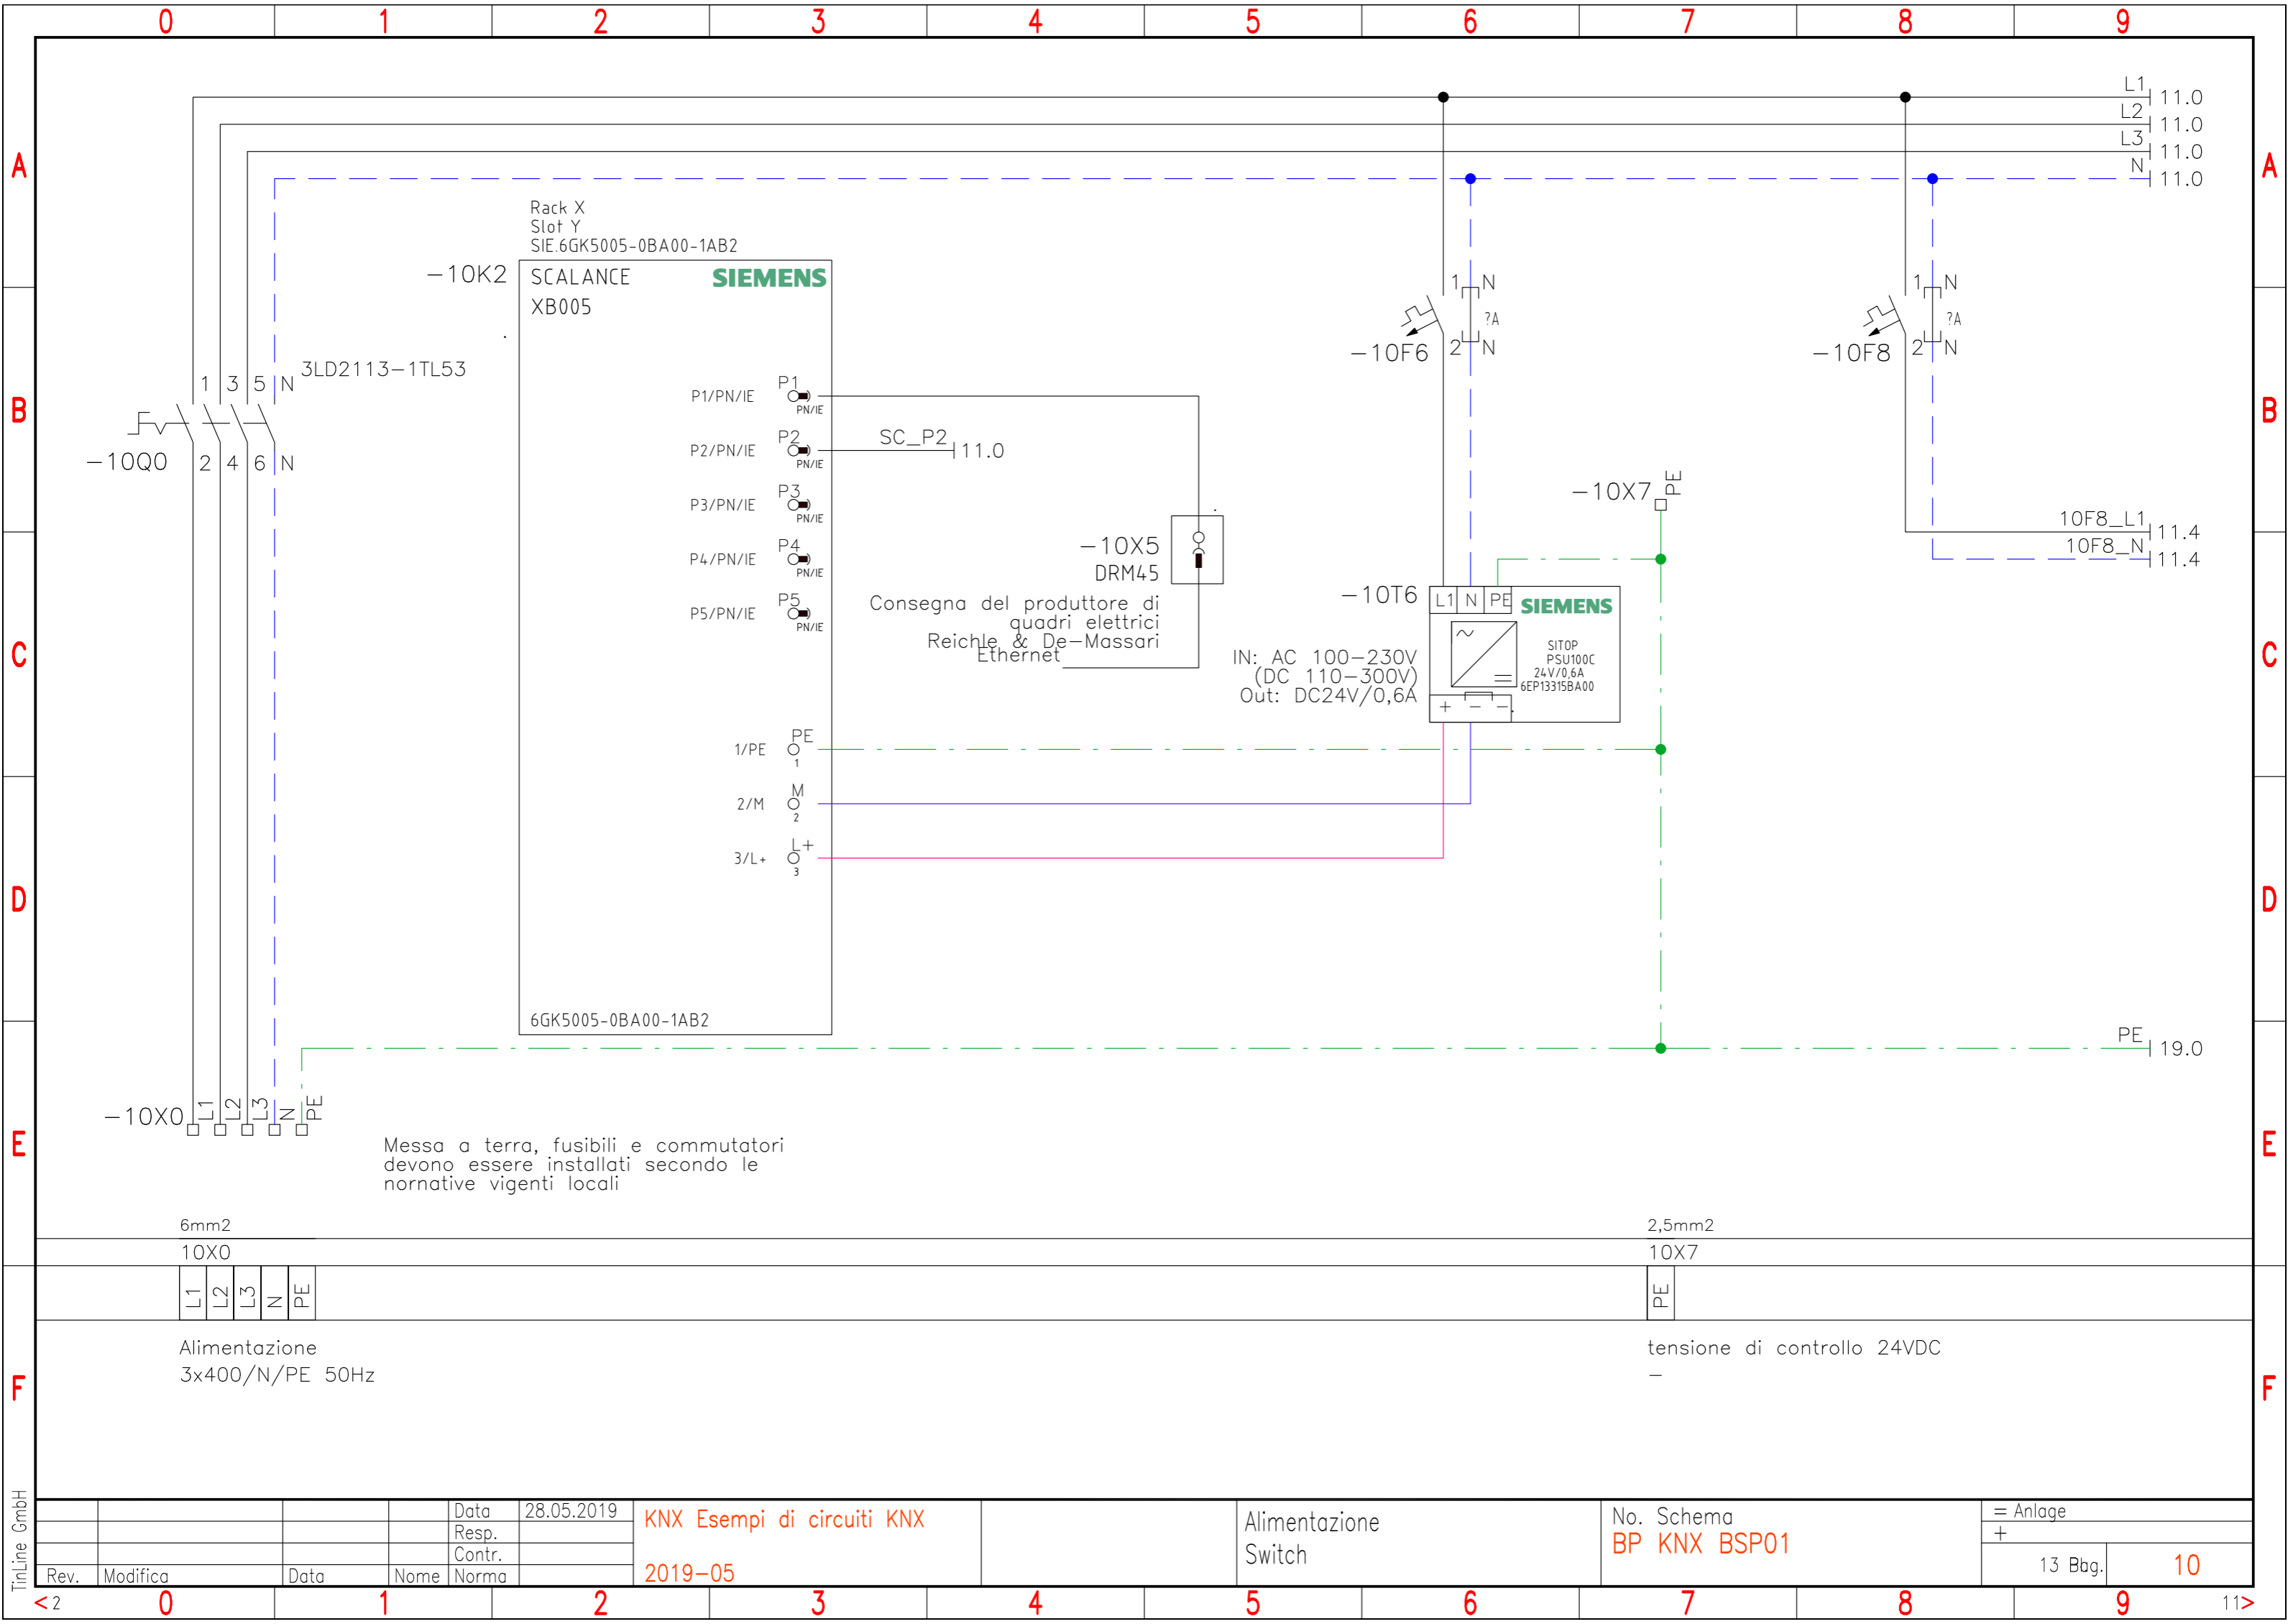 0 1 2 3 4 5 6 7 8 9
L1 11.0
L2 11.0
L3 11.0
N 11.0
A A
Rack X
Slot Y
SIE.6GK5005-0BA00-1AB2
-10K2
SCALANCE SIEMENS
XB005
1 N
?A
-10F6 2 N
1 N
?A
-10F8 2 N
3LD2113-1TL53
1 3 5 N
B B
-10Q0 2 4 6 N
P1/PN/IE P1 PN/IE
P2/PN/IE P2 PN/IE
SC_P2 11.0
P3/PN/IE P3 PN/IE
P4/PN/IE P4 PN/IE
P5/PN/IE P5 PN/IE
-10X7 PE
10F8_L1 11.4
10F8_N 11.4
-10X5
DRM45
Consegna del produttore di
quadri elettrici
Reichle & De-Massari
Ethernet
-10T6 L1 N PE SIEMENS
SITOP
PSU100C
24V/0,6A
6EP13315BA00
IN: AC 100-230V
(DC 110-300V)
Out: DC24V/0,6A
+ - -
C C
1/PE PE 1
2/M M 2
3/L+ L+ 3
D D
6GK5005-0BA00-1AB2
PE 19.0
-10X0 L1 L2 L3 N PE
E E
Messa a terra, fusibili e commutatori
devono essere installati secondo le
nornative vigenti locali
6mm2 2,5mm2
10X0 10X7
L1 L2 L3 N PE PE
Alimentazione
3x400/N/PE 50Hz
tensione di controllo 24VDC
-
F F
TinLine GmbH
Data 28.05.2019
Resp.
Contr.
Rev. Modifica Data Nome Norma
KNX Esempi di circuiti KNX
2019-05
Alimentazione
Switch
No. Schema
BP KNX BSP01
= Anlage
+
13 Bbg. 10
<2 0 1 2 3 4 5 6 7 8 9 11>